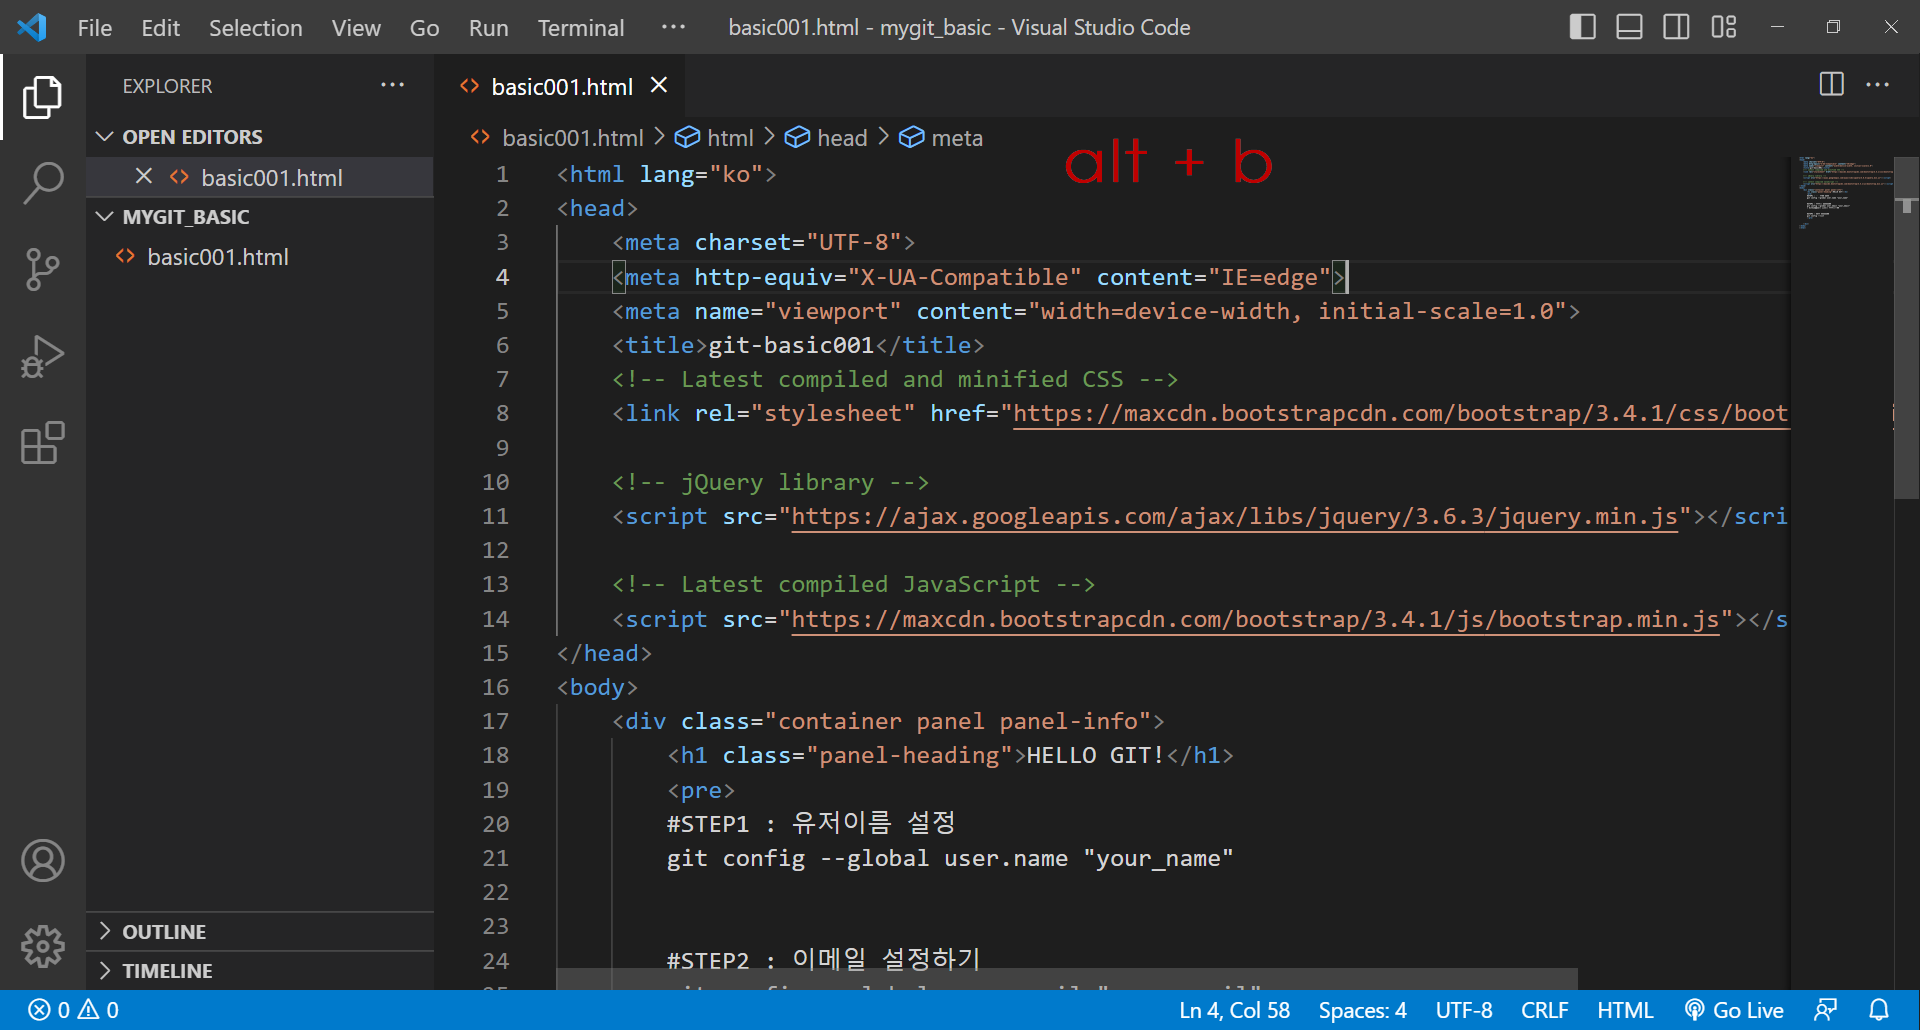 File Edit Selection View Go Run Terminal ··· basic001.html - mygit_basic - Visual Studio Code
EXPLORER ···
OPEN EDITORS
basic001.html
MYGIT_BASIC
basic001.html
OUTLINE
TIMELINE
basic001.html
basic001.html > html > head > meta
alt + b
1 <html lang="ko">
2 <head>
3 <meta charset="UTF-8">
4 <meta http-equiv="X-UA-Compatible" content="IE=edge">
5 <meta name="viewport" content="width=device-width, initial-scale=1.0">
6 <title>git-basic001</title>
7 <!-- Latest compiled and minified CSS -->
8 <link rel="stylesheet" href="https://maxcdn.bootstrapcdn.com/bootstrap/3.4.1/css/boot
9
10 <!-- jQuery library -->
11 <script src="https://ajax.googleapis.com/ajax/libs/jquery/3.6.3/jquery.min.js"></scri
12
13 <!-- Latest compiled JavaScript -->
14 <script src="https://maxcdn.bootstrapcdn.com/bootstrap/3.4.1/js/bootstrap.min.js"></s
15 </head>
16 <body>
17 <div class="container panel panel-info">
18 <h1 class="panel-heading">HELLO GIT!</h1>
19 <pre>
20 #STEP1 : 유저이름 설정
21 git config --global user.name "your_name"
22
23
24 #STEP2 : 이메일 설정하기
0 0
Ln 4, Col 58 Spaces: 4 UTF-8 CRLF HTML Go Live